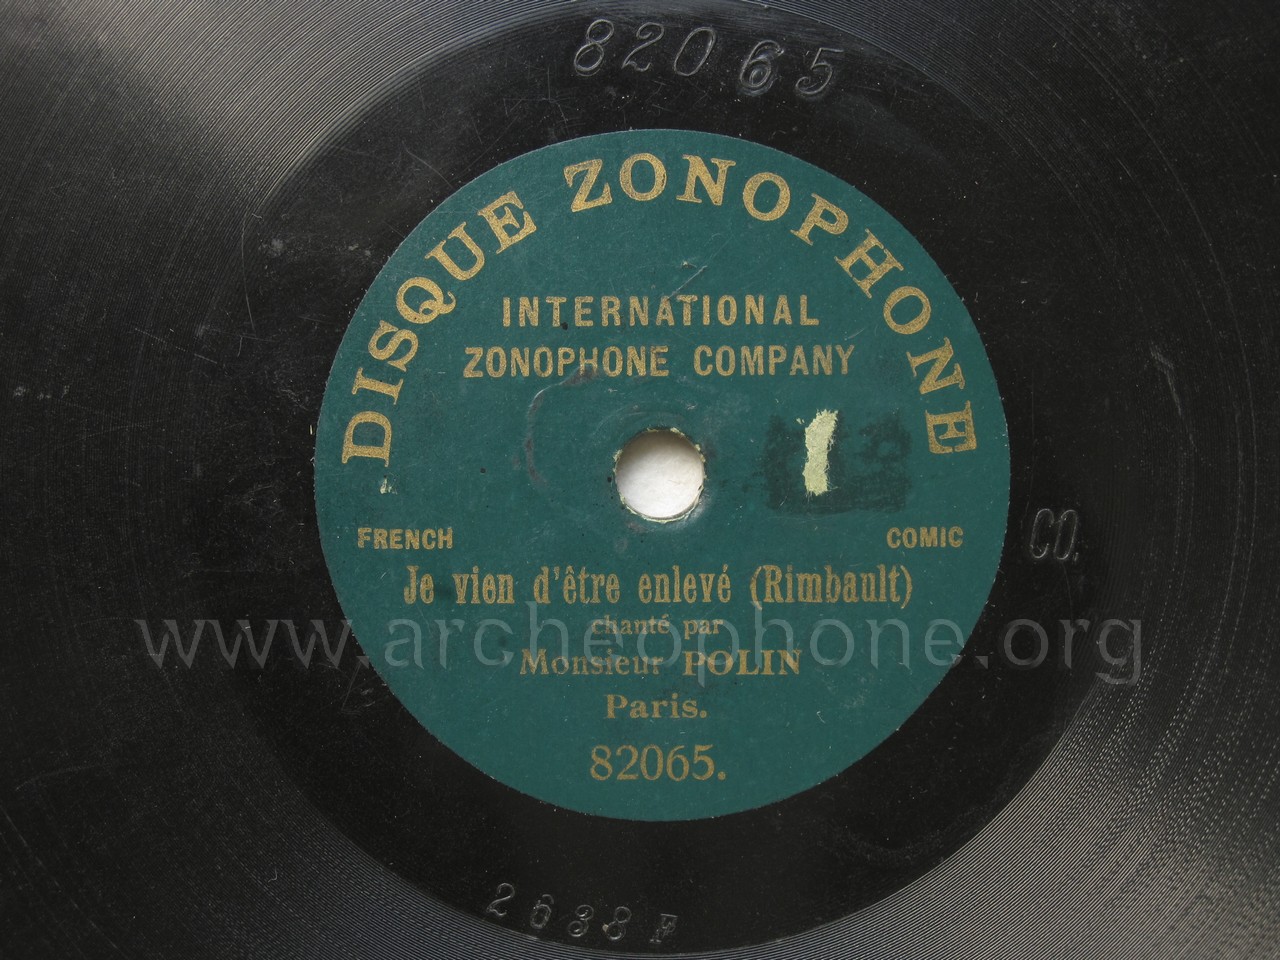 82065
DISQUE ZONOPHONE
INTERNATIONAL
ZONOPHONE COMPANY
FRENCH COMIC
CO.
Je vien d'être enlevé (Rimbault)
chanté par
www.archeophone.org
Monsieur POLIN
Paris.
82065.
2638 F